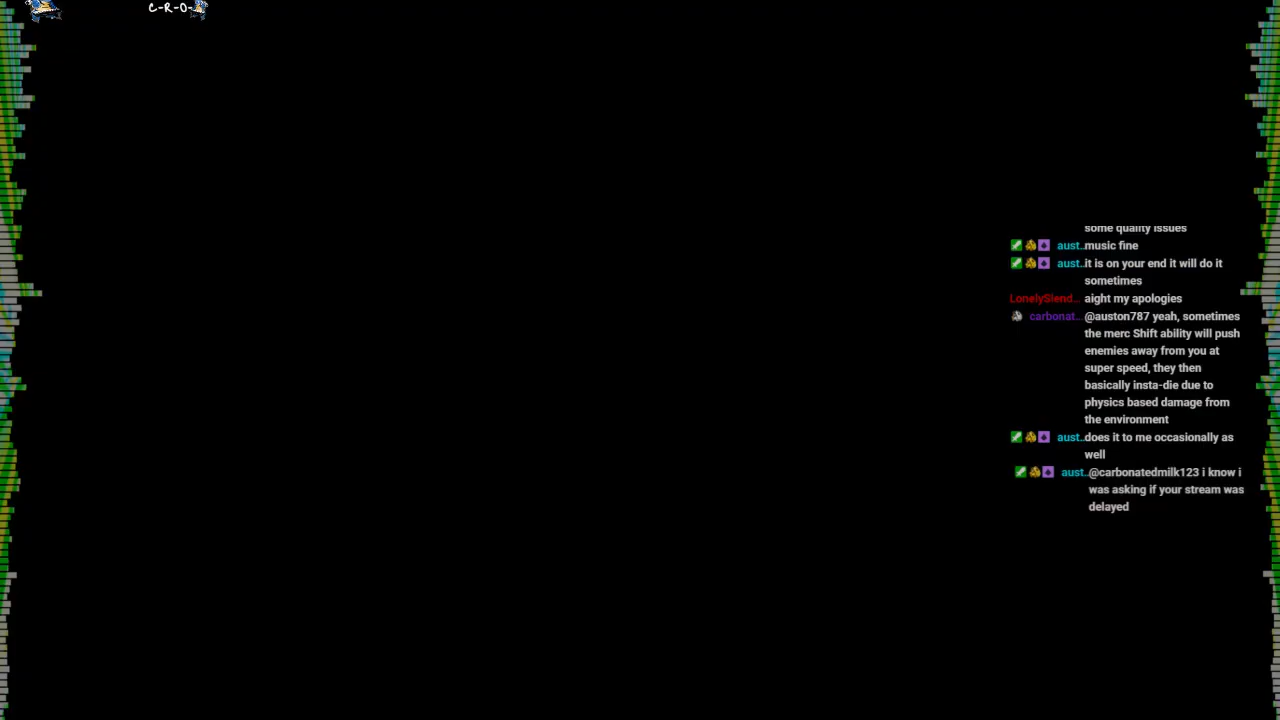 C-R-O-
some quality issues
aust..music fine
aust..it is on your end it will do it
sometimes
LonelySlend... aight my apologies
carbonat...@auston787 yeah, sometimes
the merc Shift ability will push
enemies away from you at
super speed, they then
basically insta-die due to
physics based damage from
the environment
aust..does it to me occasionally as
well
aust..@carbonatedmilk123 i know i
was asking if your stream was
delayed